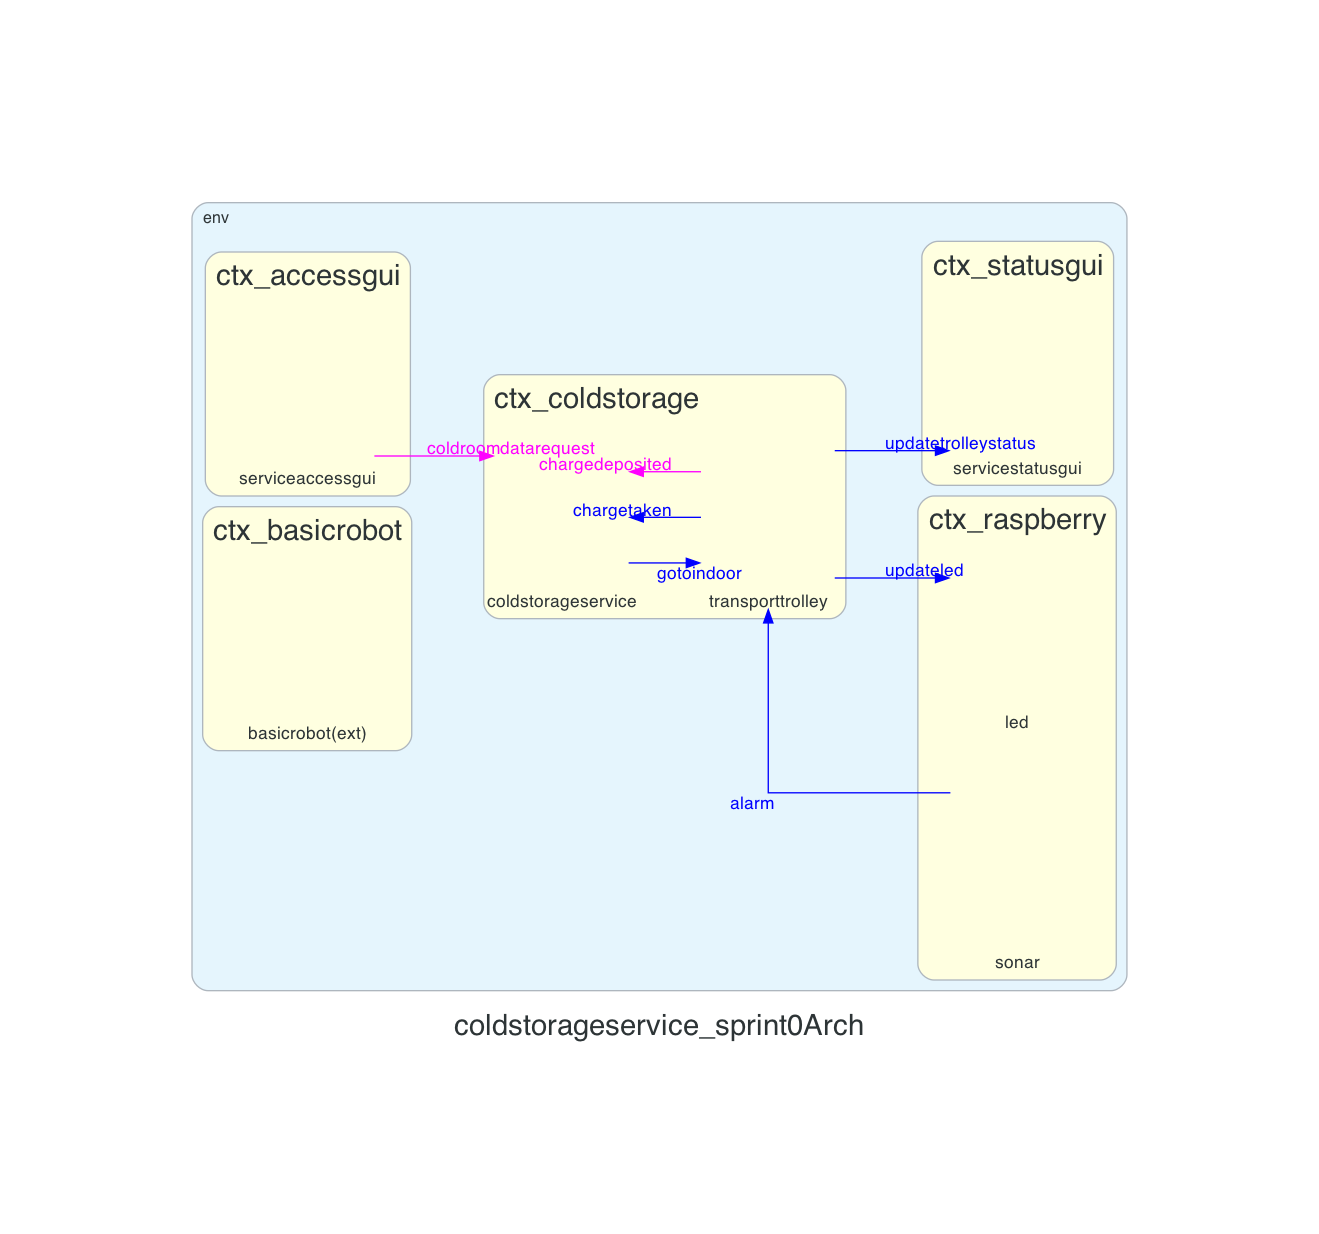 env
ctx_accessgui
serviceaccessgui
ctx_statusgui
servicestatusgui
ctx_coldstorage
coldroomdatarequest
chargedeposited
chargetaken
gotoindoor
coldstorageservice
transporttrolley
updatetrolleystatus
updateled
ctx_basicrobot
basicrobot(ext)
ctx_raspberry
led
alarm
sonar
coldstorageservice_sprint0Arch